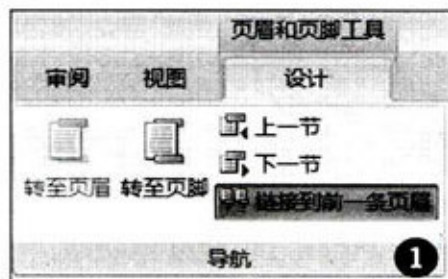 页眉和页脚工具
审阅 视图 设计
上一节
下一节
转至页眉 转至页脚
链接到前一条页眉
导航
1